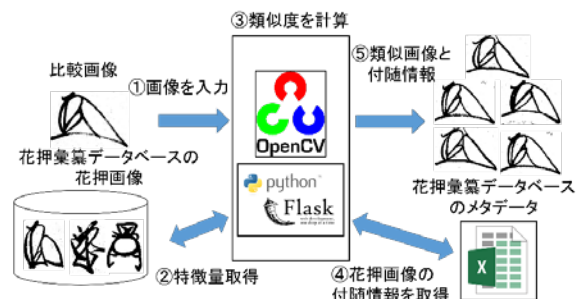 ③類似度を計算
比較画像
①画像を入力
⑤類似画像と
付随情報
OpenCV
花押彙纂データベースの
花押画像
python
Flask
花押彙纂データベース
のメタデータ
②特徴量取得
④花押画像の
付随情報を取得
X